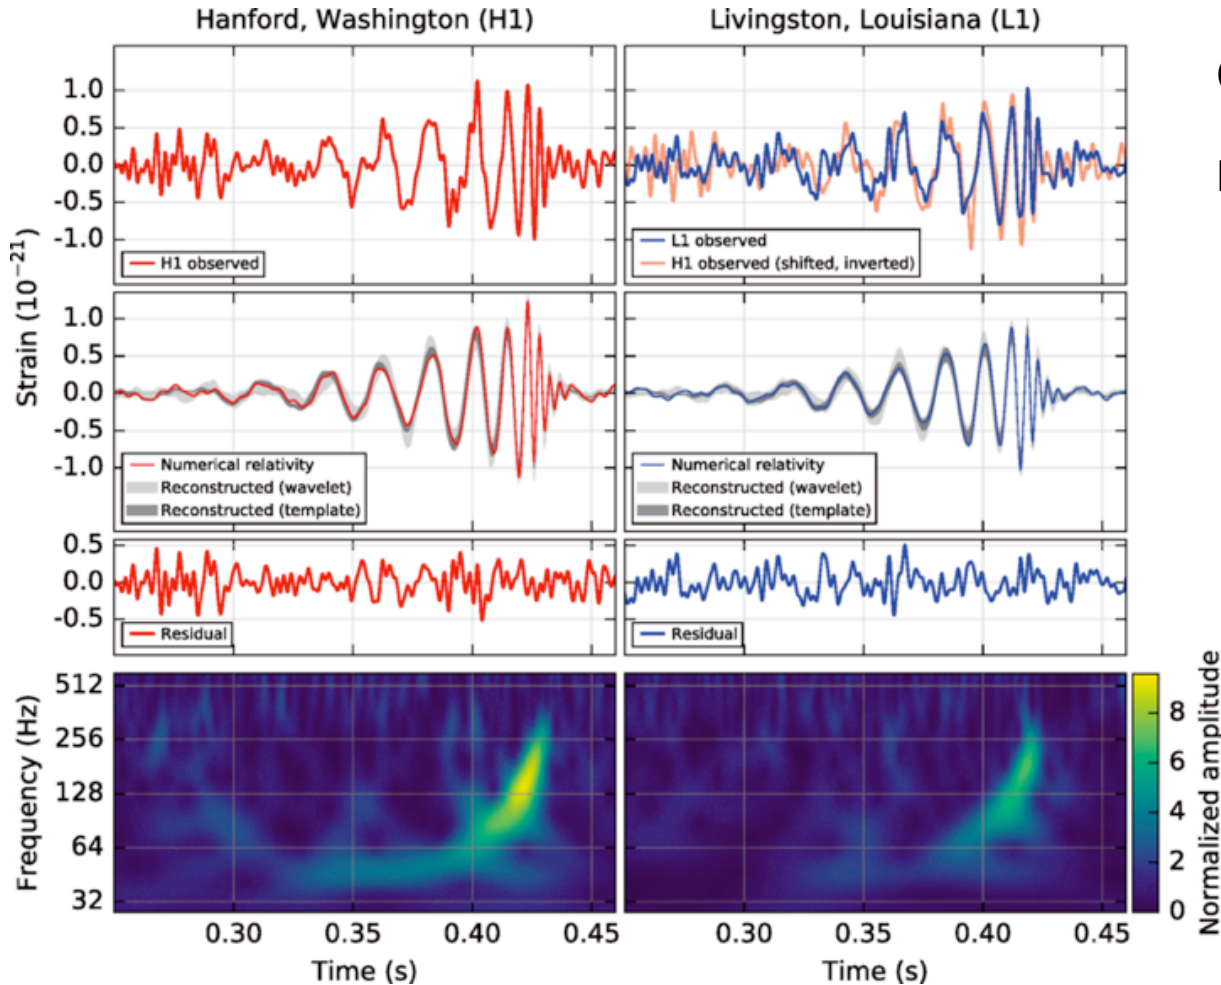 Hanford, Washington (H1)
Livingston, Louisiana (L1)
Strain (10⁻²¹)
1.0
0.5
0.0
-0.5
-1.0
H1 observed
L1 observed
H1 observed (shifted, inverted)
1.0
0.5
0.0
-0.5
-1.0
Numerical relativity
Reconstructed (wavelet)
Reconstructed (template)
Numerical relativity
Reconstructed (wavelet)
Reconstructed (template)
0.5
0.0
-0.5
Residual
Residual
Frequency (Hz)
512
256
128
64
32
0.30 0.35 0.40 0.45
Time (s)
0.30 0.35 0.40 0.45
Time (s)
Normalized amplitude
8
6
4
2
0